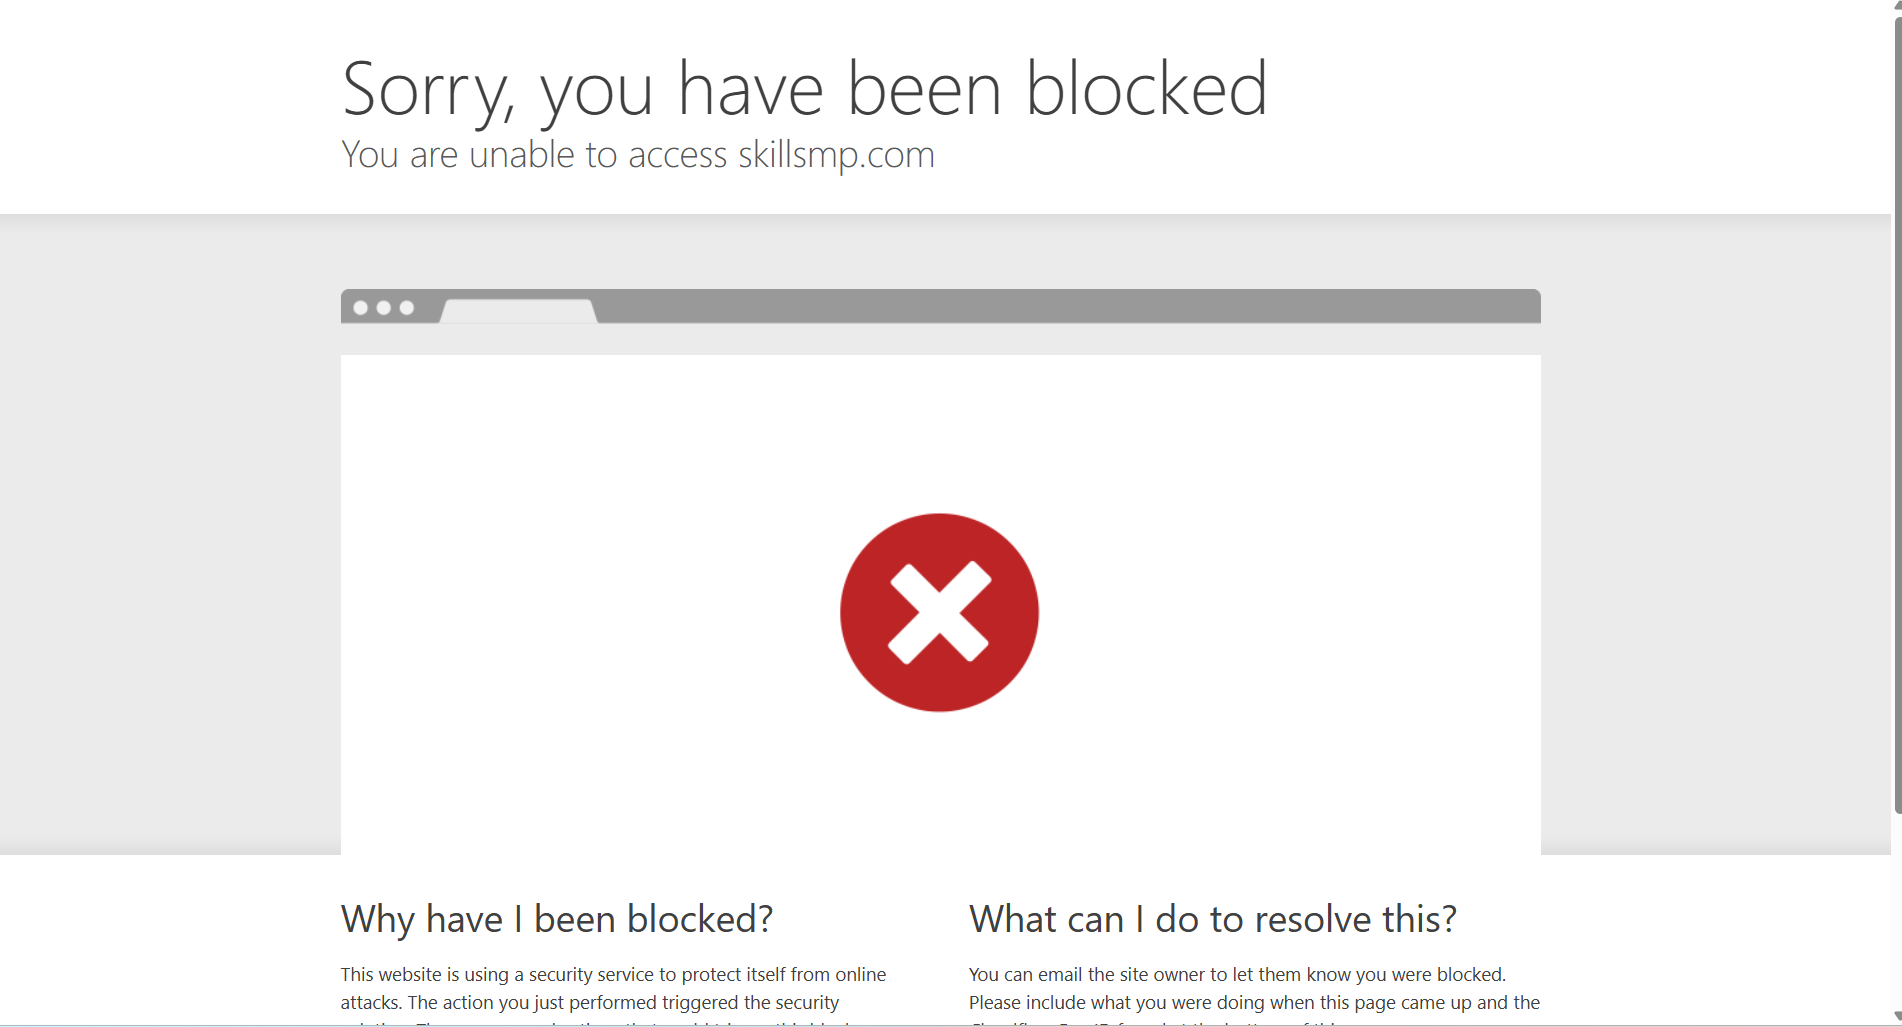 Sorry, you have been blocked
You are unable to access skillsmp.com
Why have I been blocked?
This website is using a security service to protect itself from online
attacks. The action you just performed triggered the security
What can I do to resolve this?
You can email the site owner to let them know you were blocked.
Please include what you were doing when this page came up and the